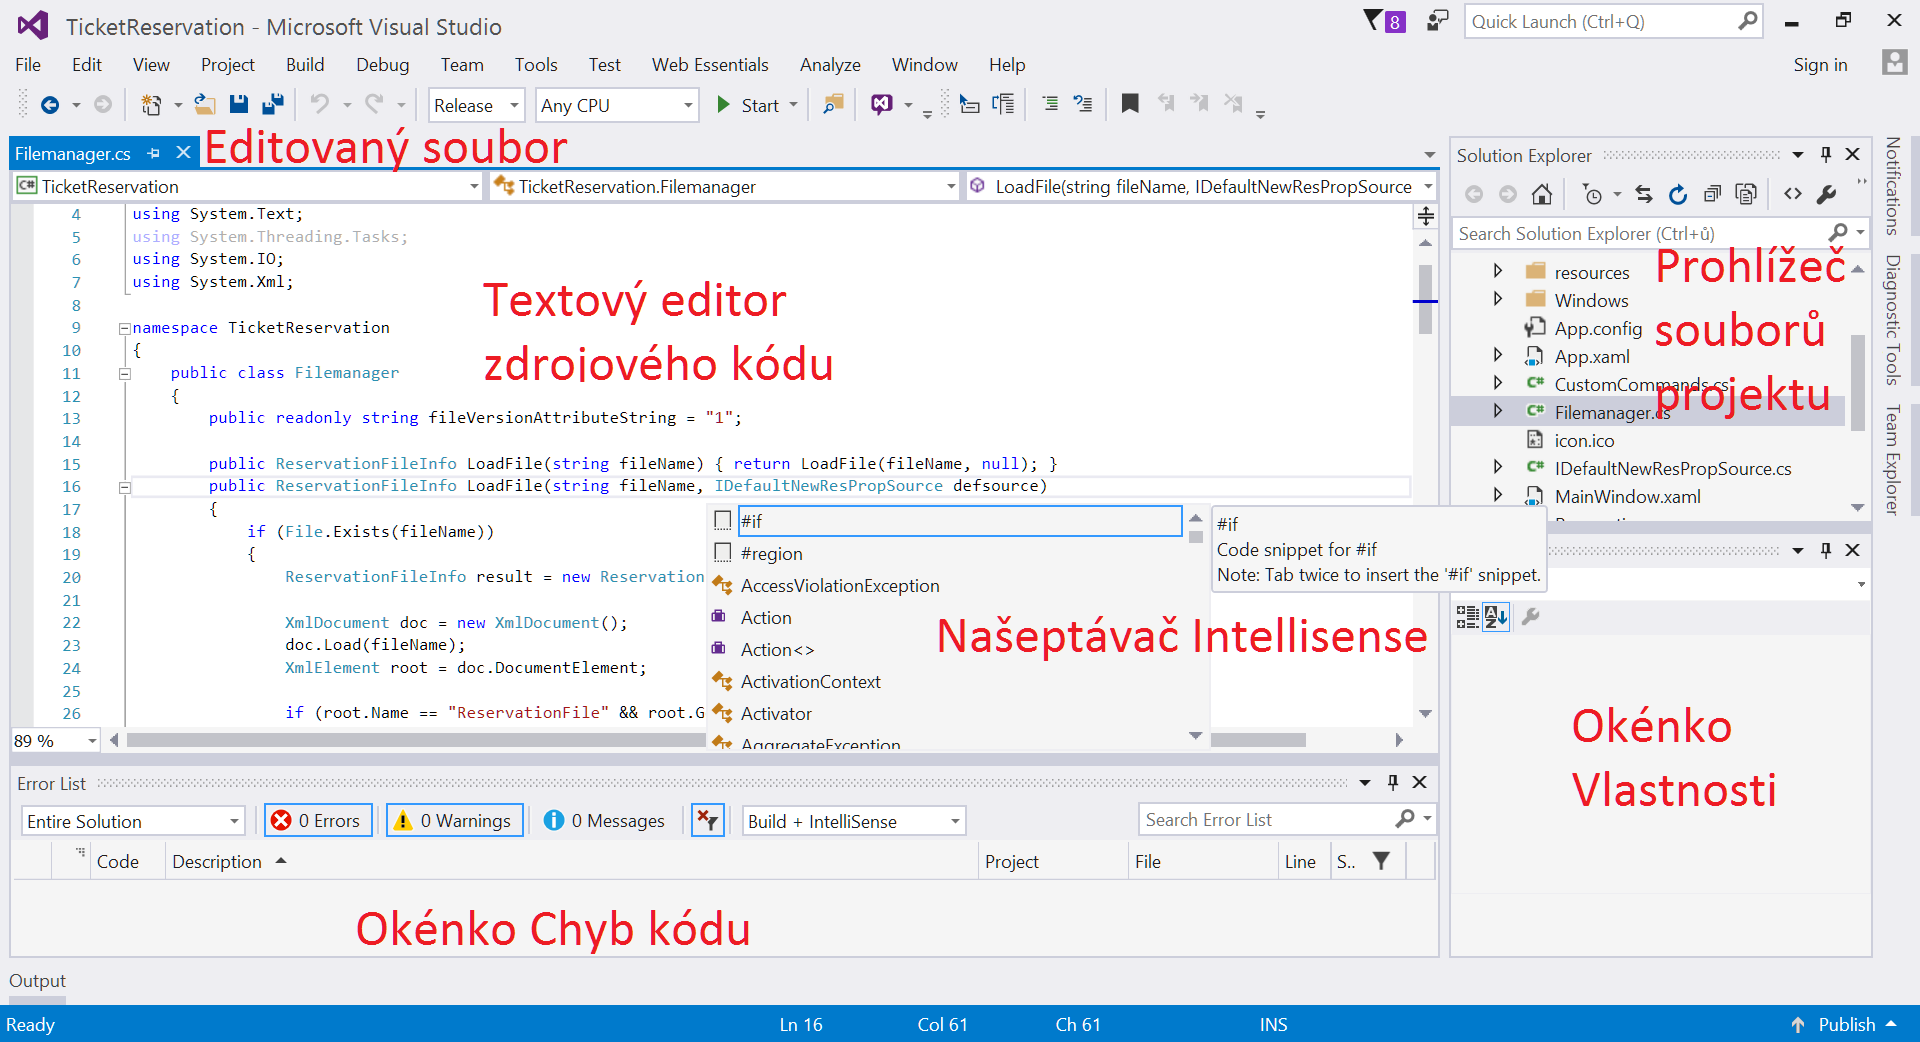 TicketReservation - Microsoft Visual Studio
8
Quick Launch (Ctrl+Q)
File Edit View Project Build Debug Team Tools Test Web Essentials Analyze Window Help
Sign in
Release Any CPU Start
Filemanager.cs
Editovaný soubor
TicketReservation TicketReservation.Filemanager LoadFile(string fileName, IDefaultNewResPropSource
4 using System.Text;
5 using System.Threading.Tasks;
6 using System.IO;
7 using System.Xml;
8
9 namespace TicketReservation
10 {
11 public class Filemanager
12 {
13 public readonly string fileVersionAttributeString = "1";
14
15 public ReservationFileInfo LoadFile(string fileName) { return LoadFile(fileName, null); }
16 public ReservationFileInfo LoadFile(string fileName, IDefaultNewResPropSource defsource)
17 {
18 if (File.Exists(fileName))
19 {
20 ReservationFileInfo result = new Reservation
21
22 XmlDocument doc = new XmlDocument();
23 doc.Load(fileName);
24 XmlElement root = doc.DocumentElement;
25
26 if (root.Name == "ReservationFile" && root.G
Textový editor
zdrojového kódu
#if
#region
AccessViolationException
Action
Action<>
ActivationContext
Activator
AggregateException
#if
Code snippet for #if
Note: Tab twice to insert the '#if' snippet.
Našeptávač Intellisense
89 %
Solution Explorer
Search Solution Explorer (Ctrl+ů)
resources
Windows
App.config
App.xaml
CustomCommands.cs
Filemanager.cs
icon.ico
IDefaultNewResPropSource.cs
MainWindow.xaml
Prohlížeč
souborů
projektu
Notifications
Diagnostic Tools
Team Explorer
Okénko
Vlastnosti
Error List
Entire Solution 0 Errors 0 Warnings 0 Messages Build + IntelliSense Search Error List
Code Description Project File Line S..
Okénko Chyb kódu
Output
Ready Ln 16 Col 61 Ch 61 INS Publish